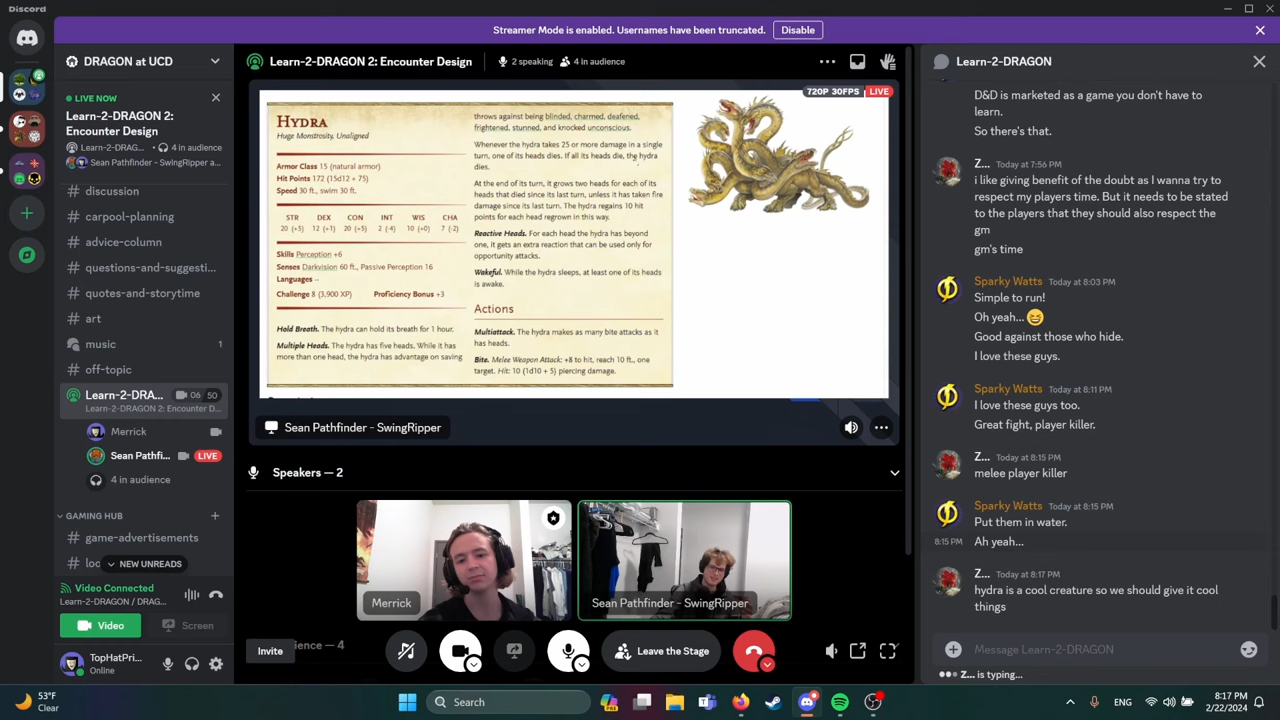 Discord
Streamer Mode is enabled. Usernames have been truncated.
Disable
DRAGON at UCD
LIVE NOW
Learn-2-DRAGON 2:
Encounter Design
Learn-2-DRAG...
4 in audience
Sean Pathfinder - SwingRipper a...
discussion
carpool-planning
advice-column
questions-and-suggesti...
quotes-and-storytime
art
music
1
off-topic
Learn-2-DRA...
06
50
Learn-2-DRAGON 2: Encounter D...
Merrick
Sean Pathfi...
LIVE
4 in audience
GAMING HUB
# game-advertisements
NEW UNREADS
Video Connected
Learn-2-DRAGON / DRAG...
Video
Screen
TopHatPri...
Online
Learn-2-DRAGON 2: Encounter Design
2 speaking
4 in audience
720P 30FPS
LIVE
HYDRA
Huge Monstrosity, Unaligned
Armor Class 15 (natural armor)
Hit Points 172 (15d12 + 75)
Speed 30 ft., swim 30 ft.
STR DEX CON INT WIS CHA
20 (+5) 12 (+1) 20 (+5) 2 (-4) 10 (+0) 7 (-2)
Skills Perception +6
Senses Darkvision 60 ft., Passive Perception 16
Languages --
Challenge 8 (3,900 XP) Proficiency Bonus +3
Hold Breath. The hydra can hold its breath for 1 hour.
Multiple Heads. The hydra has five heads. While it has
more than one head, the hydra has advantage on saving
throws against being blinded, charmed, deafened,
frightened, stunned, and knocked unconscious.
Whenever the hydra takes 25 or more damage in a single
turn, one of its heads dies. If all its heads die, the hydra
dies.
At the end of its turn, it grows two heads for each of its
heads that died since its last turn, unless it has taken fire
damage since its last turn. The hydra regains 10 hit
points for each head regrown in this way.
Reactive Heads. For each head the hydra has beyond
one, it gets an extra reaction that can be used only for
opportunity attacks.
Wakeful. While the hydra sleeps, at least one of its heads
is awake.
Actions
Multiattack. The hydra makes as many bite attacks as it
has heads.
Bite. Melee Weapon Attack: +8 to hit, reach 10 ft., one
target. Hit: 10 (1d10 + 5) piercing damage.
Sean Pathfinder - SwingRipper
Speakers — 2
Merrick
Sean Pathfinder - SwingRipper
Invite
ience — 4
Leave the Stage
Learn-2-DRAGON
D&D is marketed as a game you don't have to
learn.
So there's that.
Z... Today at 7:56 PM
i like giving benefit of the doubt as I wanna try to
respect my players time. But it needs to be stated
to the players that they should also respect the
gm
gm's time
Sparky Watts Today at 8:03 PM
Simple to run!
Oh yeah...
Good against those who hide.
I love these guys.
Sparky Watts Today at 8:11 PM
I love these guys too.
Great fight, player killer.
Z... Today at 8:15 PM
melee player killer
Sparky Watts Today at 8:15 PM
Put them in water.
8:15 PM Ah yeah...
Z... Today at 8:17 PM
hydra is a cool creature so we should give it cool
things
Message Learn-2-DRAGON
Z... is typing...
53°F
Clear
Search
PRE
ENG
8:17 PM
2/22/2024